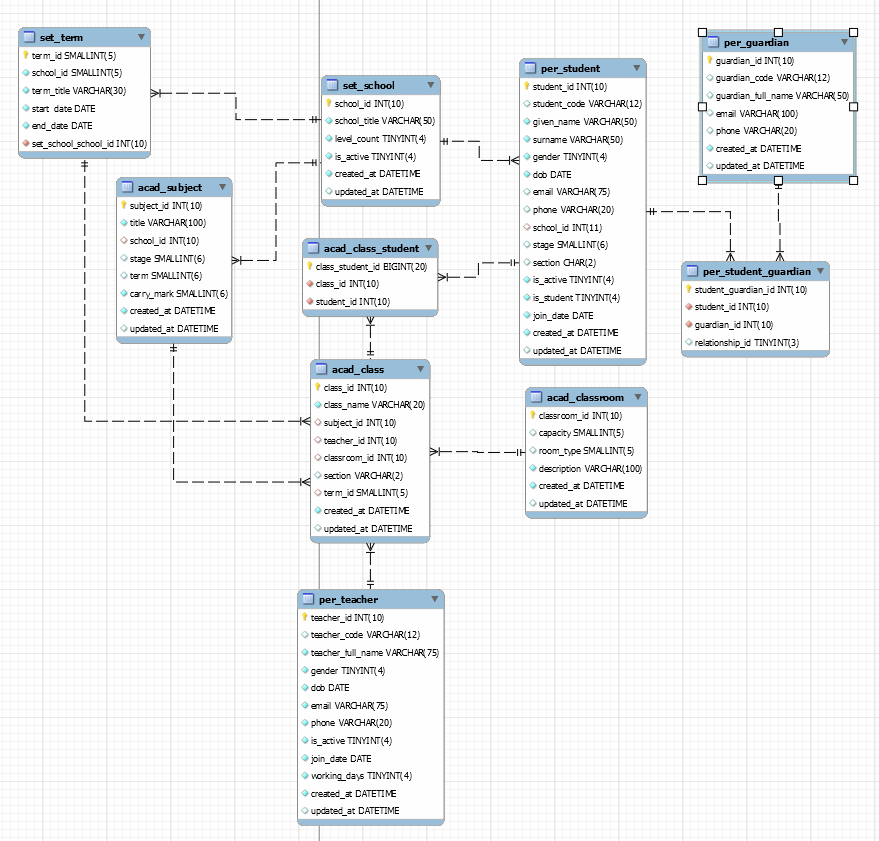 set_term
term_id SMALLINT(5)
school_id SMALLINT(5)
term_title VARCHAR(30)
start_date DATE
end_date DATE
set_school_school_id INT(10)
acad_subject
subject_id INT(10)
title VARCHAR(100)
school_id INT(10)
stage SMALLINT(6)
term SMALLINT(6)
carry_mark SMALLINT(6)
created_at DATETIME
updated_at DATETIME
set_school
school_id INT(10)
school_title VARCHAR(50)
level_count TINYINT(4)
is_active TINYINT(4)
created_at DATETIME
updated_at DATETIME
acad_class_student
class_student_id BIGINT(20)
class_id INT(10)
student_id INT(10)
acad_class
class_id INT(10)
class_name VARCHAR(20)
subject_id INT(10)
teacher_id INT(10)
classroom_id INT(10)
section VARCHAR(2)
term_id SMALLINT(5)
created_at DATETIME
updated_at DATETIME
per_teacher
teacher_id INT(10)
teacher_code VARCHAR(12)
teacher_full_name VARCHAR(75)
gender TINYINT(4)
dob DATE
email VARCHAR(75)
phone VARCHAR(20)
is_active TINYINT(4)
join_date DATE
working_days TINYINT(4)
created_at DATETIME
updated_at DATETIME
per_student
student_id INT(10)
student_code VARCHAR(12)
given_name VARCHAR(50)
surname VARCHAR(50)
gender TINYINT(4)
dob DATE
email VARCHAR(75)
phone VARCHAR(20)
school_id INT(11)
stage SMALLINT(6)
section CHAR(2)
is_active TINYINT(4)
is_student TINYINT(4)
join_date DATE
created_at DATETIME
updated_at DATETIME
acad_classroom
classroom_id INT(10)
capacity SMALLINT(5)
room_type SMALLINT(5)
description VARCHAR(100)
created_at DATETIME
updated_at DATETIME
per_guardian
guardian_id INT(10)
guardian_code VARCHAR(12)
guardian_full_name VARCHAR(50)
email VARCHAR(100)
phone VARCHAR(20)
created_at DATETIME
updated_at DATETIME
per_student_guardian
student_guardian_id INT(10)
student_id INT(10)
guardian_id INT(10)
relationship_id TINYINT(3)